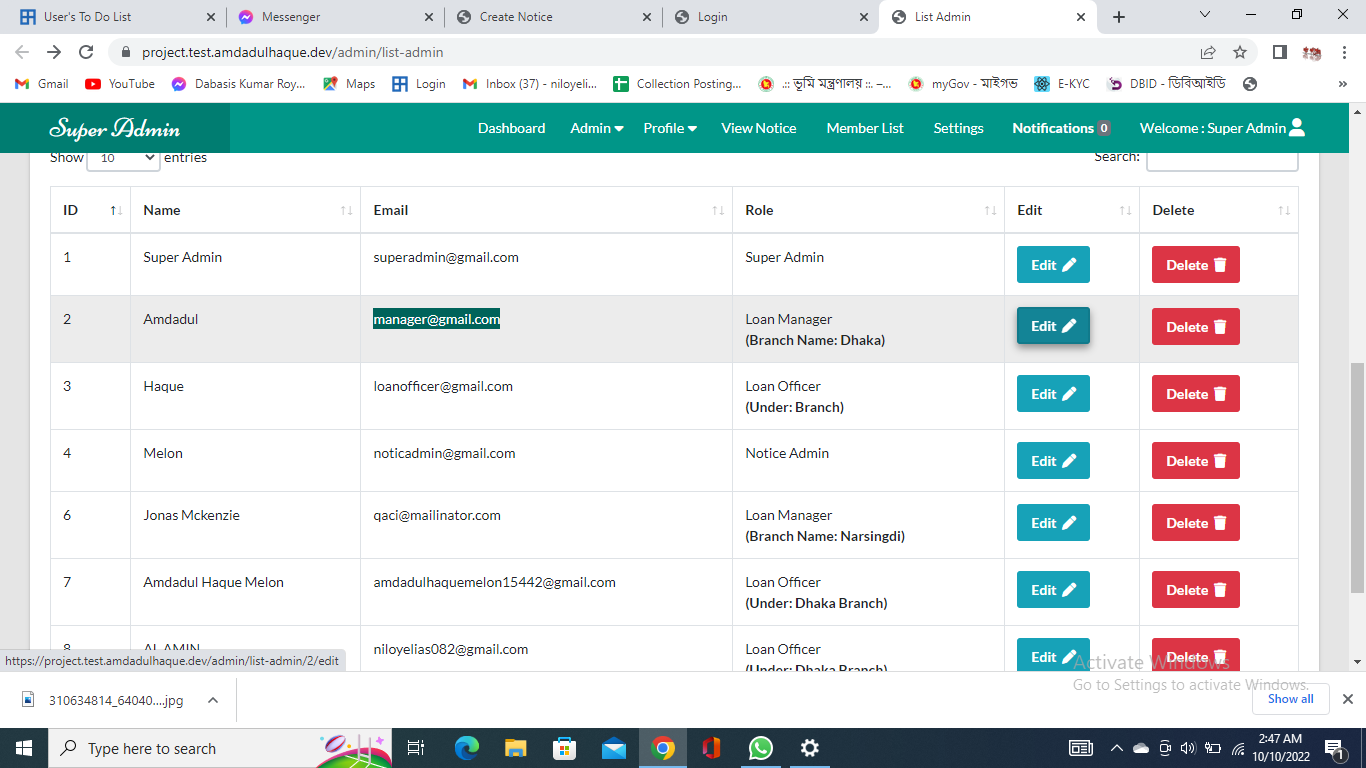 User's To Do List
Messenger
Create Notice
Login
List Admin
project.test.amdadulhaque.dev/admin/list-admin
Gmail YouTube Dabasis Kumar Roy... Maps Login Inbox (37) - niloyeli... Collection Posting... .:: ভূমি মন্ত্রণালয় ::. –... myGov - মাইগভ E-KYC DBID - ডিবিআইডি »
Super Admin
Dashboard Admin Profile View Notice Member List Settings Notifications 0 Welcome : Super Admin
Show 10 entries
Search:
ID Name Email Role Edit Delete
1 Super Admin superadmin@gmail.com Super Admin Edit Delete
2 Amdadul manager@gmail.com Loan Manager Edit Delete
(Branch Name: Dhaka)
3 Haque loanofficer@gmail.com Loan Officer Edit Delete
(Under: Branch)
4 Melon noticadmin@gmail.com Notice Admin Edit Delete
6 Jonas Mckenzie qaci@mailinator.com Loan Manager Edit Delete
(Branch Name: Narsingdi)
7 Amdadul Haque Melon amdadulhaquemelon15442@gmail.com Loan Officer Edit Delete
(Under: Dhaka Branch)
8 AL AMIN niloyelias082@gmail.com Loan Officer Edit Delete
(Under: Dhaka Branch)
https://project.test.amdadulhaque.dev/admin/list-admin/2/edit
Activate Windows
Go to Settings to activate Windows.
310634814_64040....jpg
Show all
Type here to search
2:47 AM
10/10/2022
1